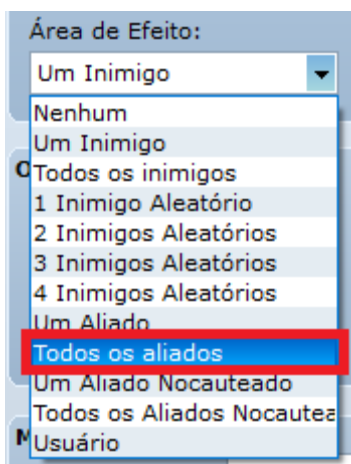 Área de Efeito:
Um Inimigo
Nenhum
Um Inimigo
Todos os inimigos
1 Inimigo Aleatório
2 Inimigos Aleatórios
3 Inimigos Aleatórios
4 Inimigos Aleatórios
Um Aliado
Todos os aliados
Um Aliado Nocauteado
Todos os Aliados Nocautea
Usuário